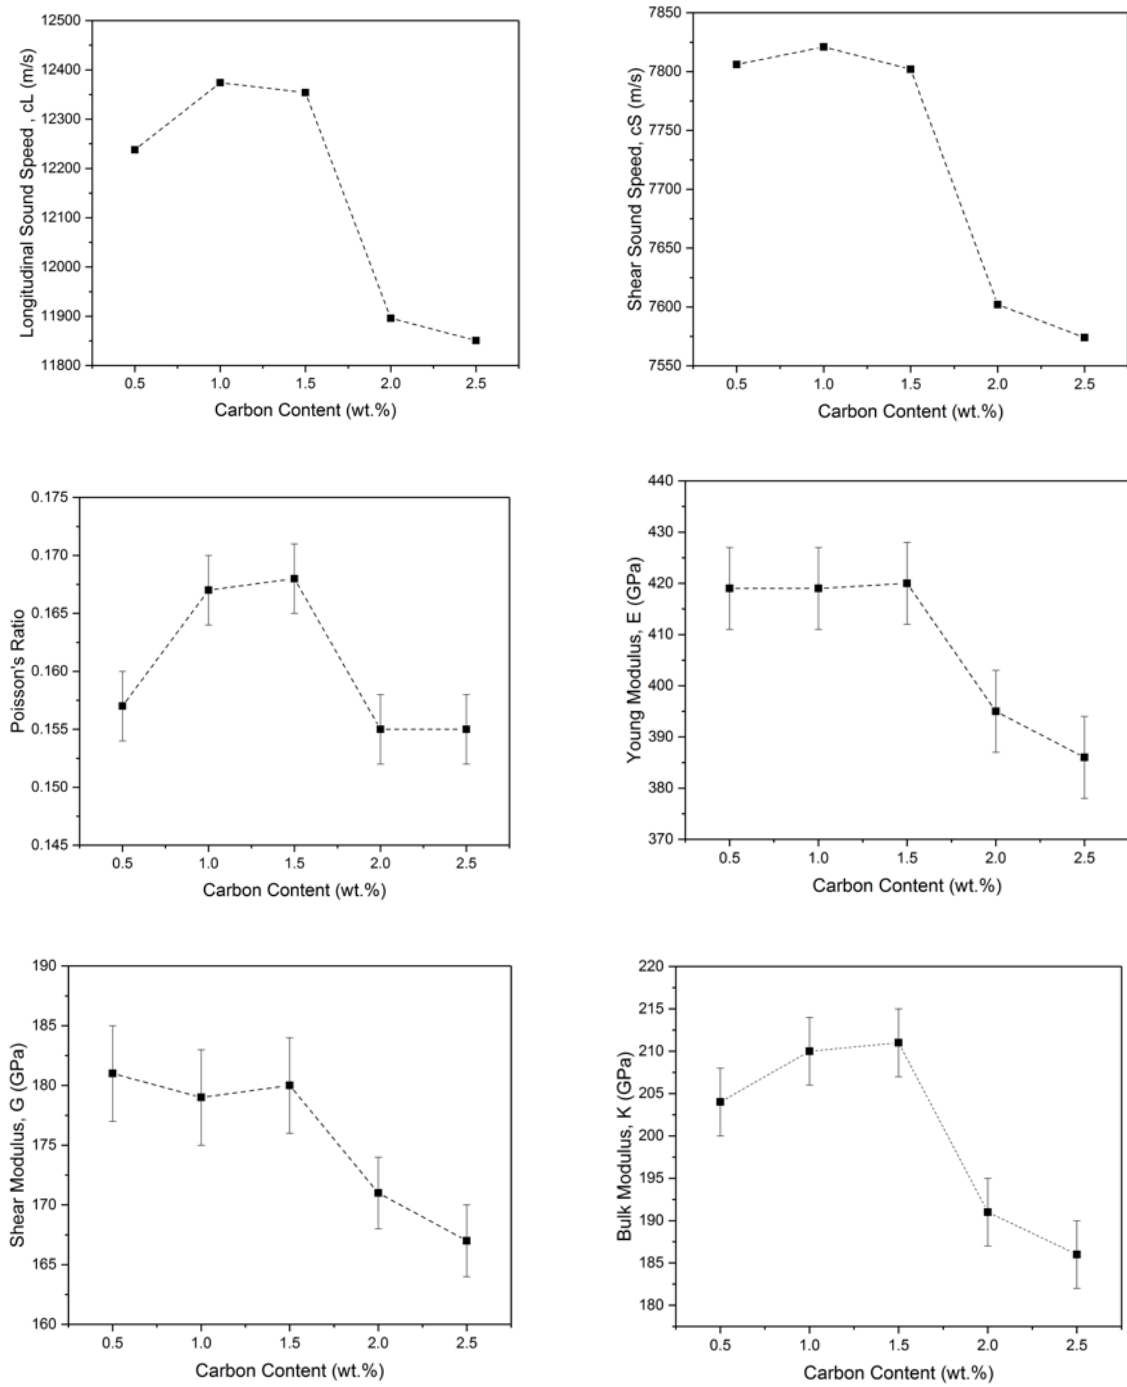 Longitudinal Sound Speed , cL (m/s)
12500
12400
12300
12200
12100
12000
11900
11800
0.5 1.0 1.5 2.0 2.5
Carbon Content (wt.%)
Shear Sound Speed, cS (m/s)
7850
7800
7750
7700
7650
7600
7550
0.5 1.0 1.5 2.0 2.5
Carbon Content (wt.%)
Poisson's Ratio
0.175
0.170
0.165
0.160
0.155
0.150
0.145
0.5 1.0 1.5 2.0 2.5
Carbon Content (wt.%)
Young Modulus, E (GPa)
440
430
420
410
400
390
380
370
0.5 1.0 1.5 2.0 2.5
Carbon Content (wt.%)
Shear Modulus, G (GPa)
190
185
180
175
170
165
160
0.5 1.0 1.5 2.0 2.5
Carbon Content (wt.%)
Bulk Modulus, K (GPa)
220
215
210
205
200
195
190
185
180
0.5 1.0 1.5 2.0 2.5
Carbon Content (wt.%)